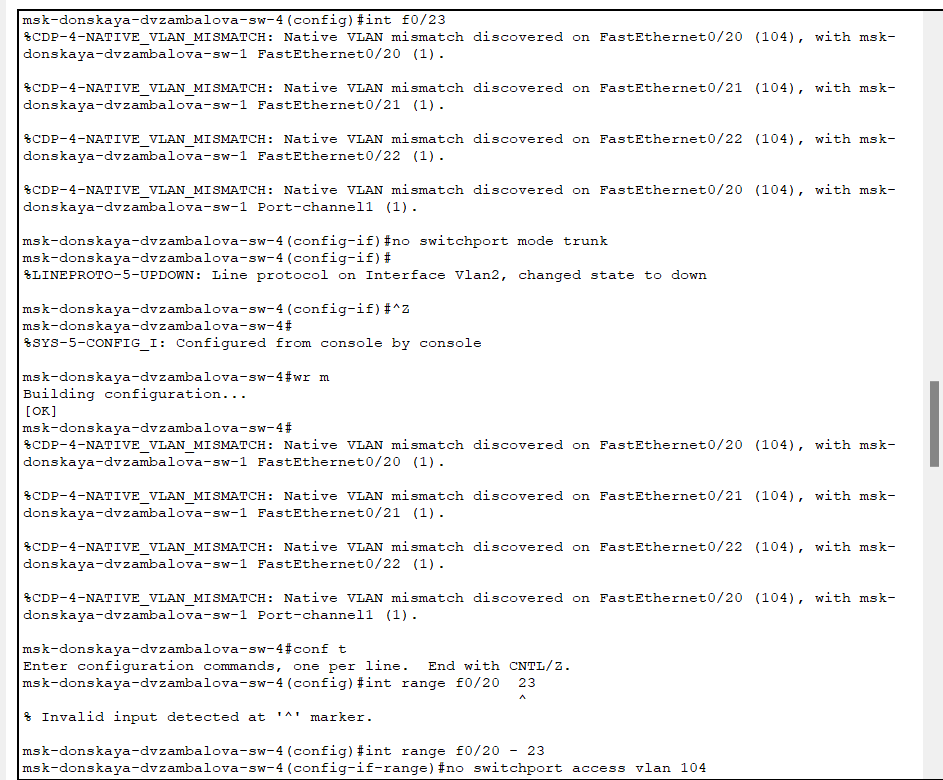 msk-donskaya-dvzambalova-sw-4(config)#int f0/23
%CDP-4-NATIVE_VLAN_MISMATCH: Native VLAN mismatch discovered on FastEthernet0/20 (104), with msk-
donskaya-dvzambalova-sw-1 FastEthernet0/20 (1).
%CDP-4-NATIVE_VLAN_MISMATCH: Native VLAN mismatch discovered on FastEthernet0/21 (104), with msk-
donskaya-dvzambalova-sw-1 FastEthernet0/21 (1).
%CDP-4-NATIVE_VLAN_MISMATCH: Native VLAN mismatch discovered on FastEthernet0/22 (104), with msk-
donskaya-dvzambalova-sw-1 FastEthernet0/22 (1).
%CDP-4-NATIVE_VLAN_MISMATCH: Native VLAN mismatch discovered on FastEthernet0/20 (104), with msk-
donskaya-dvzambalova-sw-1 Port-channel1 (1).
msk-donskaya-dvzambalova-sw-4(config-if)#no switchport mode trunk
msk-donskaya-dvzambalova-sw-4(config-if)#
%LINEPROTO-5-UPDOWN: Line protocol on Interface Vlan2, changed state to down
msk-donskaya-dvzambalova-sw-4(config-if)#^Z
msk-donskaya-dvzambalova-sw-4#
%SYS-5-CONFIG_I: Configured from console by console
msk-donskaya-dvzambalova-sw-4#wr m
Building configuration...
[OK]
msk-donskaya-dvzambalova-sw-4#
%CDP-4-NATIVE_VLAN_MISMATCH: Native VLAN mismatch discovered on FastEthernet0/20 (104), with msk-
donskaya-dvzambalova-sw-1 FastEthernet0/20 (1).
%CDP-4-NATIVE_VLAN_MISMATCH: Native VLAN mismatch discovered on FastEthernet0/21 (104), with msk-
donskaya-dvzambalova-sw-1 FastEthernet0/21 (1).
%CDP-4-NATIVE_VLAN_MISMATCH: Native VLAN mismatch discovered on FastEthernet0/22 (104), with msk-
donskaya-dvzambalova-sw-1 FastEthernet0/22 (1).
%CDP-4-NATIVE_VLAN_MISMATCH: Native VLAN mismatch discovered on FastEthernet0/20 (104), with msk-
donskaya-dvzambalova-sw-1 Port-channel1 (1).
msk-donskaya-dvzambalova-sw-4#conf t
Enter configuration commands, one per line.  End with CNTL/Z.
msk-donskaya-dvzambalova-sw-4(config)#int range f0/20  23
^
% Invalid input detected at '^' marker.
msk-donskaya-dvzambalova-sw-4(config)#int range f0/20 - 23
msk-donskaya-dvzambalova-sw-4(config-if-range)#no switchport access vlan 104